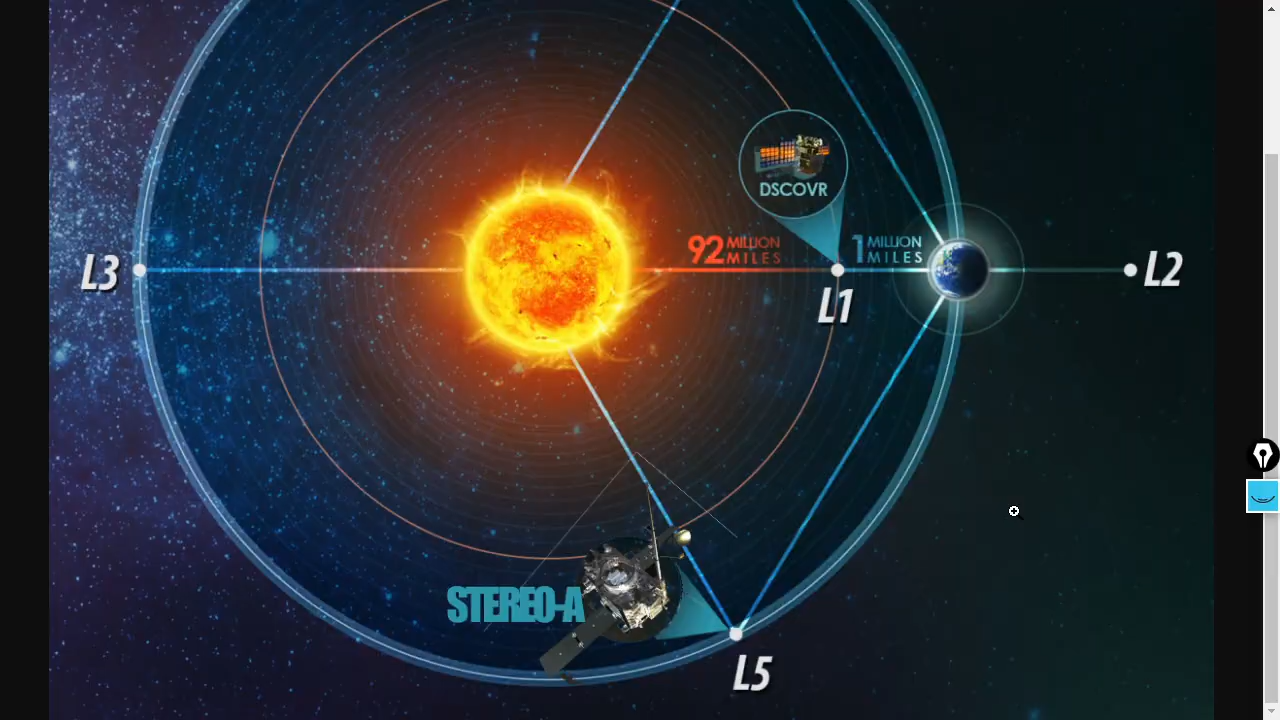 DSCOVR
92 MILLION MILES
1 MILLION MILES
L3
L2
L1
STEREO-A
L5